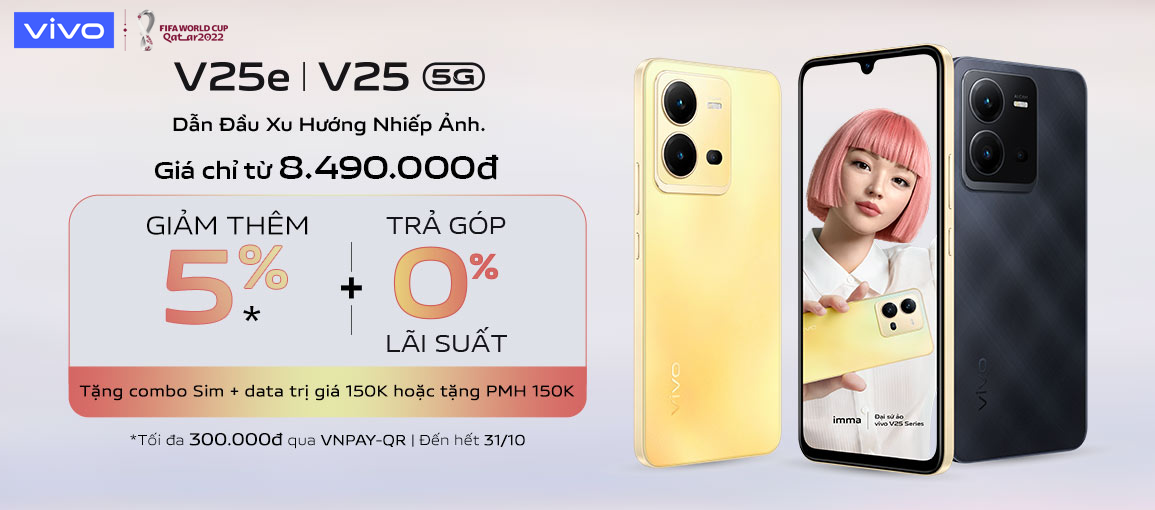 vivo
FIFA WORLD CUP
Qatar2022
V25e | V25 5G
Dẫn Đầu Xu Hướng Nhiếp Ảnh.
Giá chỉ từ 8.490.000đ
GIẢM THÊM
5%*
+
TRẢ GÓP
0%
LÃI SUẤT
Tặng combo Sim + data trị giá 150K hoặc tặng PMH 150K
*Tối đa 300.000đ qua VNPAY-QR | Đến hết 31/10
vivo
vivo
imma
Đại sứ ảo
vivo V25 Series
vivo